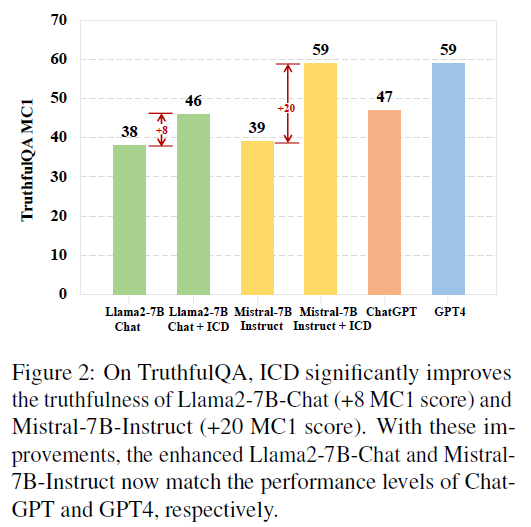 70
60
50
40
30
20
10
0
TruthfulQA MC1
38
+8
46
39
+20
59
47
59
Llama2-7B Chat
Llama2-7B Chat + ICD
Mistral-7B Instruct
Mistral-7B Instruct + ICD
ChatGPT
GPT4
Figure 2: On TruthfulQA, ICD significantly improves
the truthfulness of Llama2-7B-Chat (+8 MC1 score) and
Mistral-7B-Instruct (+20 MC1 score). With these im-
provements, the enhanced Llama2-7B-Chat and Mistral-
7B-Instruct now match the performance levels of Chat-
GPT and GPT4, respectively.